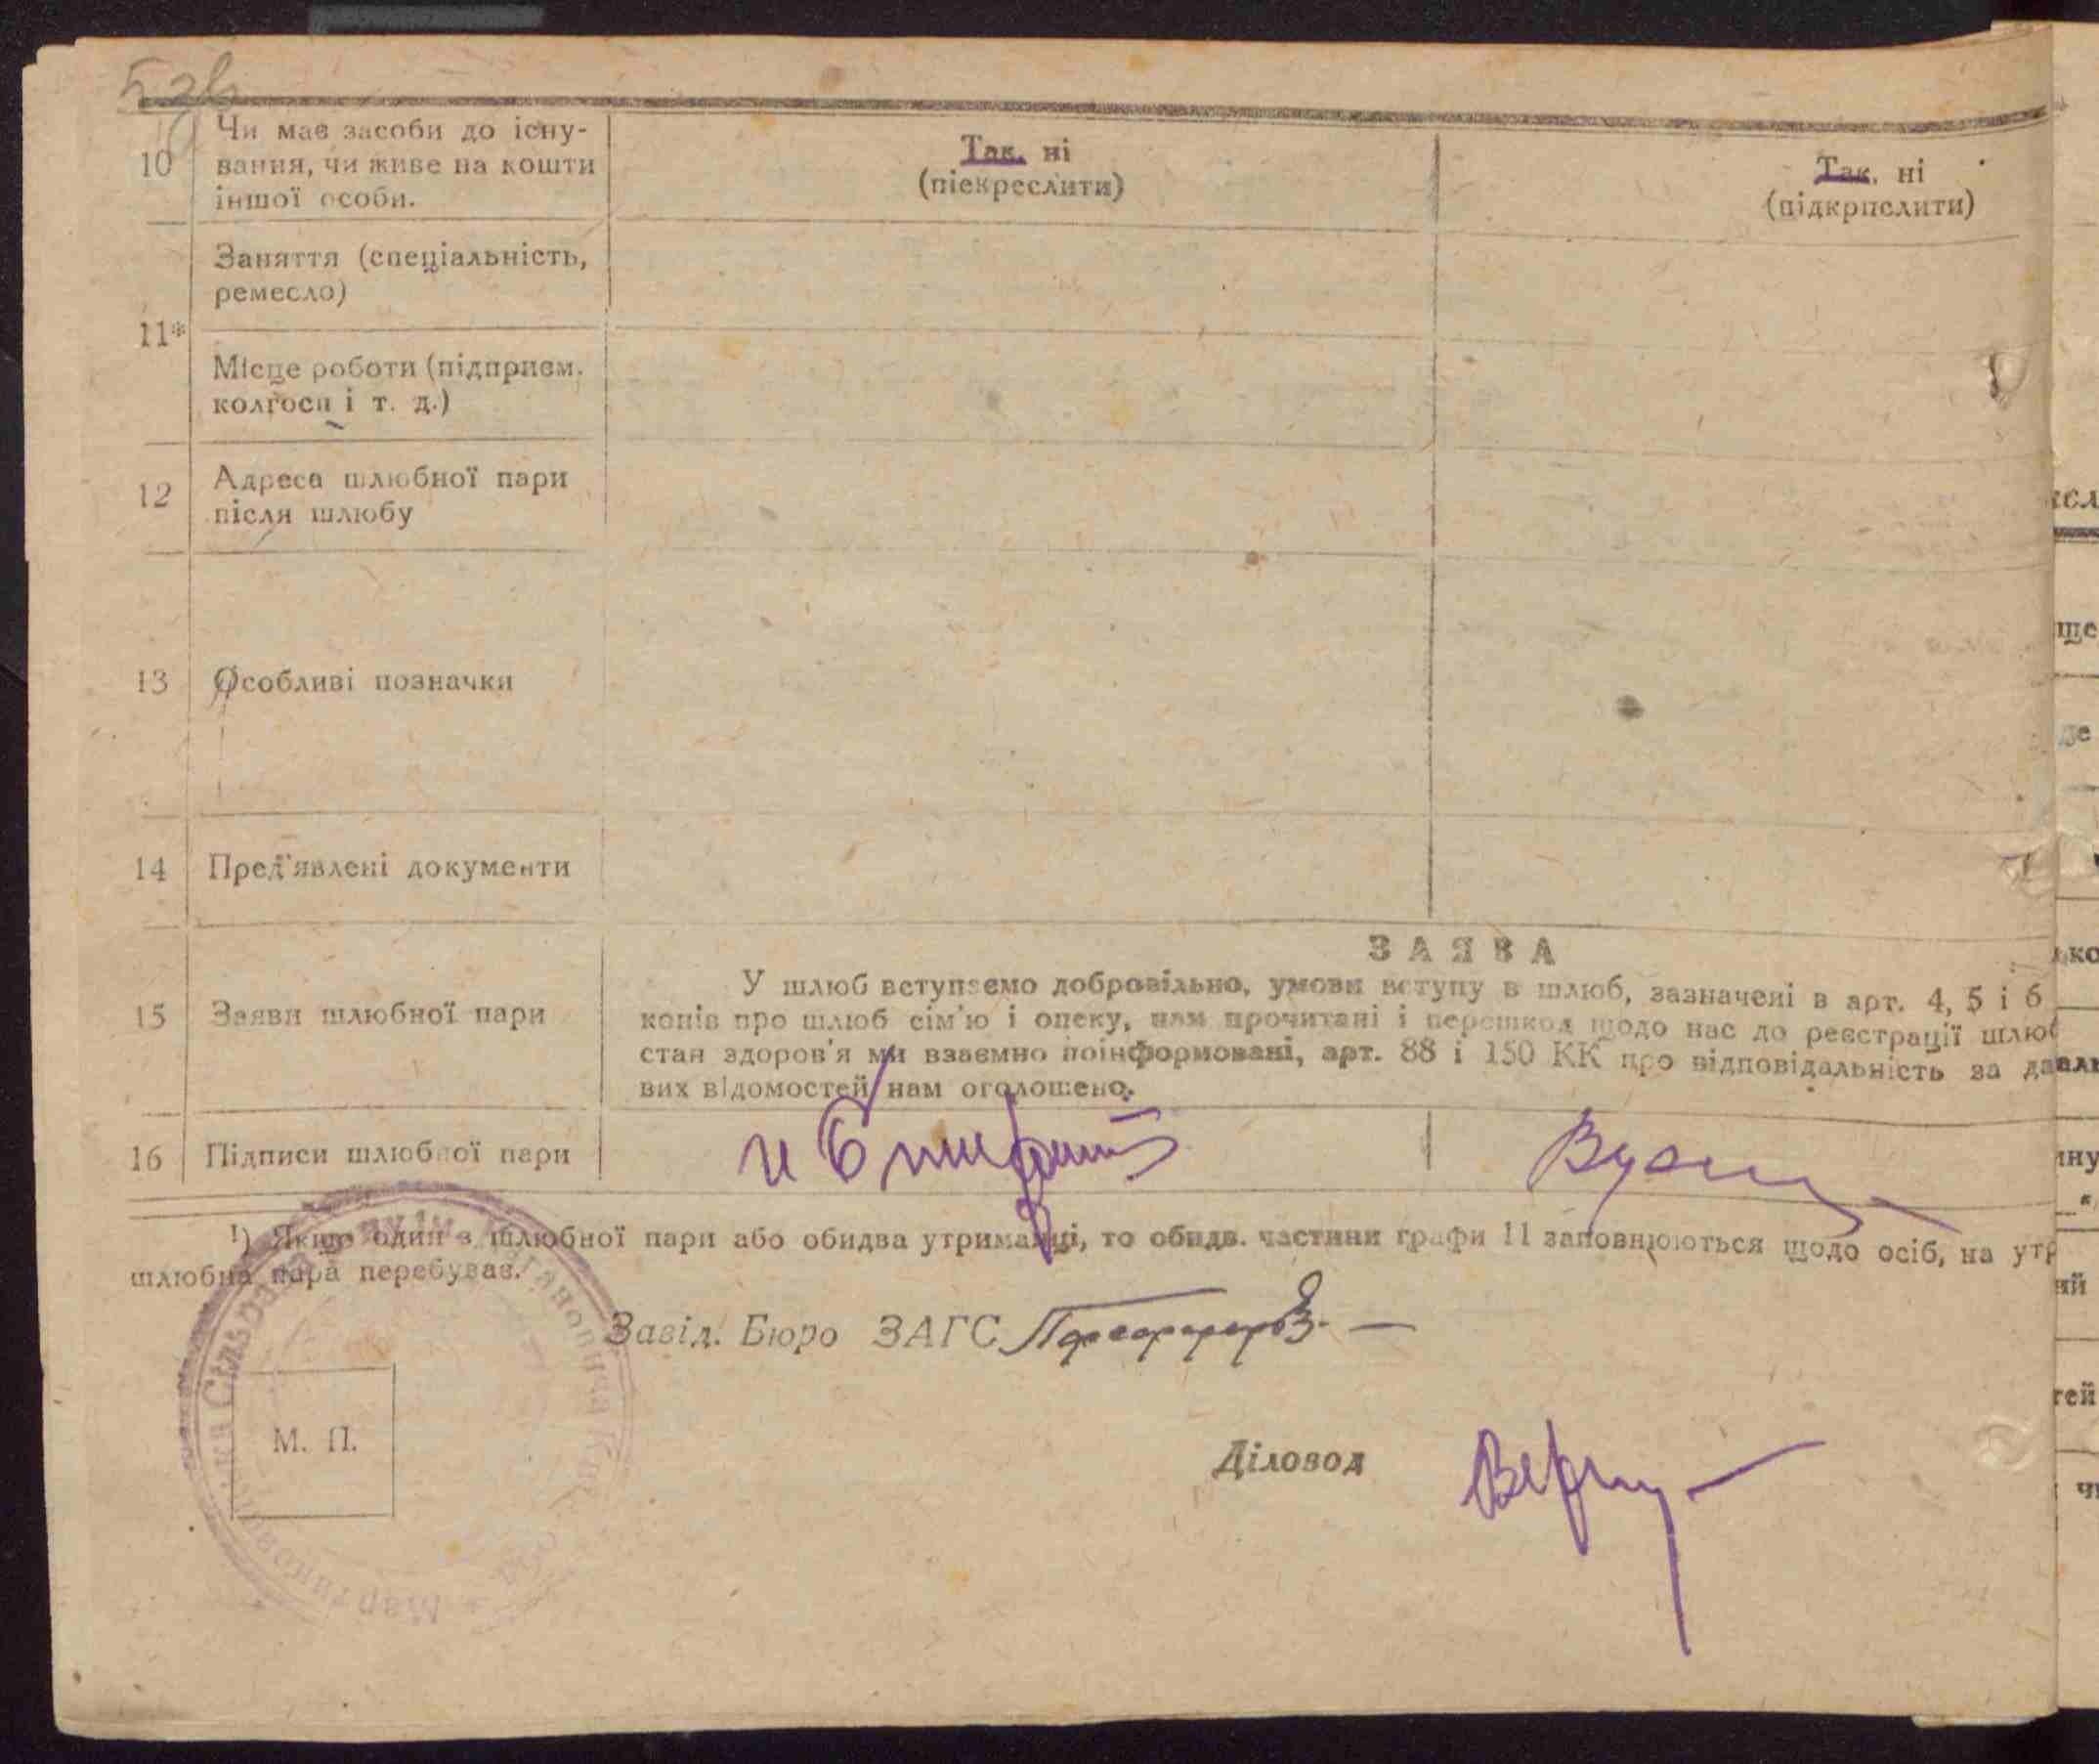 10
Чи має засоби до існу-
вання, чи живе на кошти
іншої особи.
Так, ні
(піекреслити)
Так, ні
(підкрислити)
11*
Заняття (спеціальність,
ремесло)
Місце роботи (підприєм.
колгосп і т. д.)
12
Адреса шлюбної пари
після шлюбу
13
Особливі позначки
14
Пред'явлені документи
15
Заяви шлюбної пари
ЗАЯВА
У шлюб вступаємо добровільно, умови вступу в шлюб, зазначені в арт. 4, 5 і 6
конів про шлюб сім'ю і опеку, нам прочитані і перешкод щодо нас до реєстрації шлюб
стан здоров'я ми взаємно поінформовані, арт. 88 і 150 КК про відповідальність за да
вих відомостей нам оголошено.
16
Підписи шлюбної пари
¹) Якщо один з шлюбної пари або обидва утриманці, то обидв. частини графи 11 заповнюються щодо осіб, на утр
шлюбна пара перебуває.
Завід. Бюро ЗАГС
М. П.
Діловод